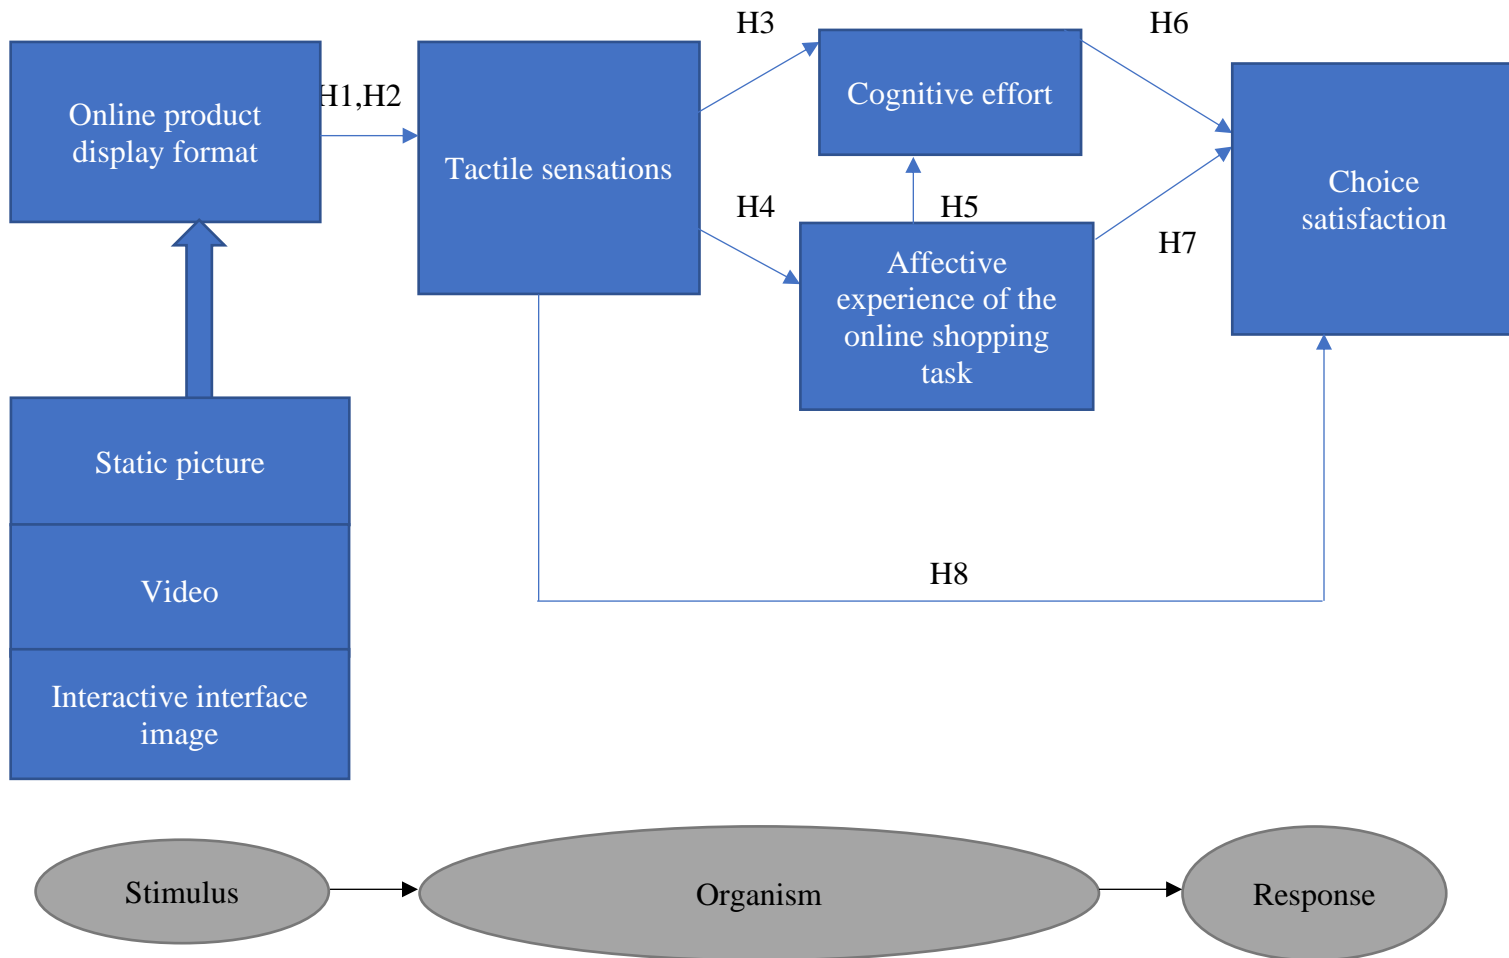 H3
H6
H1,H2
Online product
display format
Tactile sensations
Cognitive effort
Choice
satisfaction
H4
H5
H7
Affective
experience of the
online shopping
task
Static picture
Video
H8
Interactive interface
image
Stimulus
Organism
Response